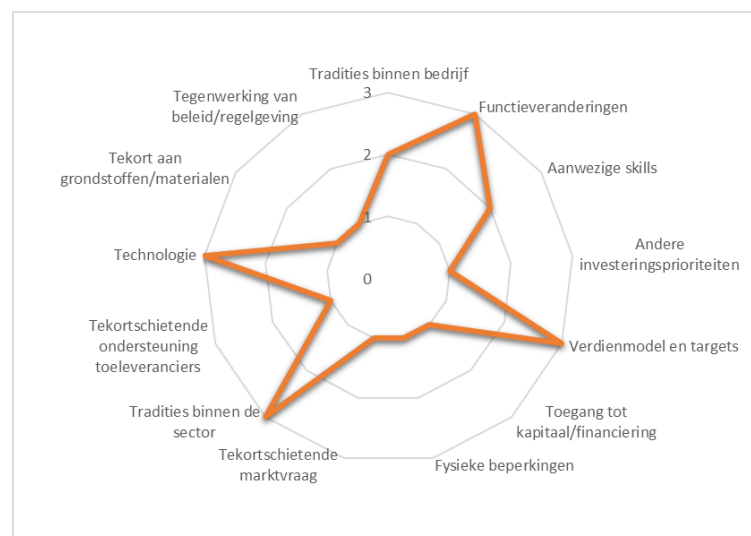 Tradities binnen bedrijf
Functieveranderingen
Aanwezige skills
Andere
investeringsprioriteiten
Verdienmodel en targets
Toegang tot
kapitaal/financiering
Fysieke beperkingen
Tekortschietende
marktvraag
Tradities binnen de
sector
Tekortschietende
ondersteuning
toeleveranciers
Technologie
Tekort aan
grondstoffen/materialen
Tegenwerking van
beleid/regelgeving
3
2
1
0